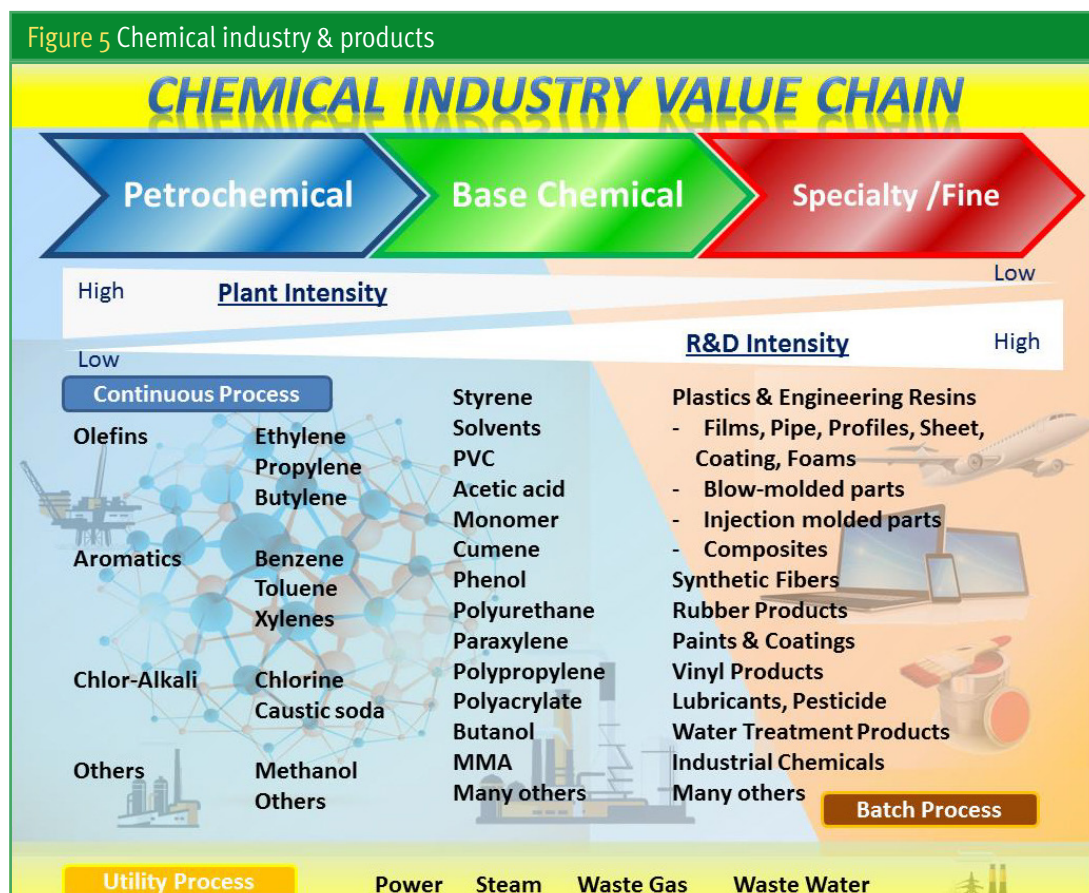 Figure 5 Chemical industry & products
CHEMICAL INDUSTRY VALUE CHAIN
Petrochemical
Base Chemical
Specialty /Fine
High
Plant Intensity
Low
Low
R&D Intensity
High
Continuous Process
Olefins
Ethylene
Propylene
Butylene
Aromatics
Benzene
Toluene
Xylenes
Chlor-Alkali
Chlorine
Caustic soda
Others
Methanol
Others
Styrene
Solvents
PVC
Acetic acid
Monomer
Cumene
Phenol
Polyurethane
Paraxylene
Polypropylene
Polyacrylate
Butanol
MMA
Many others
Plastics & Engineering Resins
- Films, Pipe, Profiles, Sheet,
Coating, Foams
- Blow-molded parts
- Injection molded parts
- Composites
Synthetic Fibers
Rubber Products
Paints & Coatings
Vinyl Products
Lubricants, Pesticide
Water Treatment Products
Industrial Chemicals
Many others
Batch Process
Utility Process
Power
Steam
Waste Gas
Waste Water